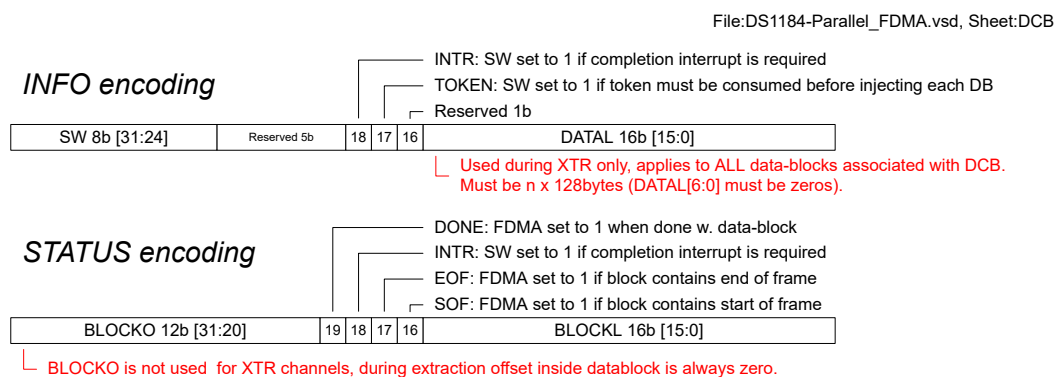 File:DS1184-Parallel_FDMA.vsd, Sheet:DCB
INFO encoding
INTR: SW set to 1 if completion interrupt is required
TOKEN: SW set to 1 if token must be consumed before injecting each DB
Reserved 1b
SW 8b [31:24] Reserved 5b 18 17 16 DATAL 16b [15:0]
Used during XTR only, applies to ALL data-blocks associated with DCB.
Must be n x 128bytes (DATAL[6:0] must be zeros).
STATUS encoding
DONE: FDMA set to 1 when done w. data-block
INTR: SW set to 1 if completion interrupt is required
EOF: FDMA set to 1 if block contains end of frame
SOF: FDMA set to 1 if block contains start of frame
BLOCKO 12b [31:20] 19 18 17 16 BLOCKL 16b [15:0]
BLOCKO is not used for XTR channels, during extraction offset inside datablock is always zero.